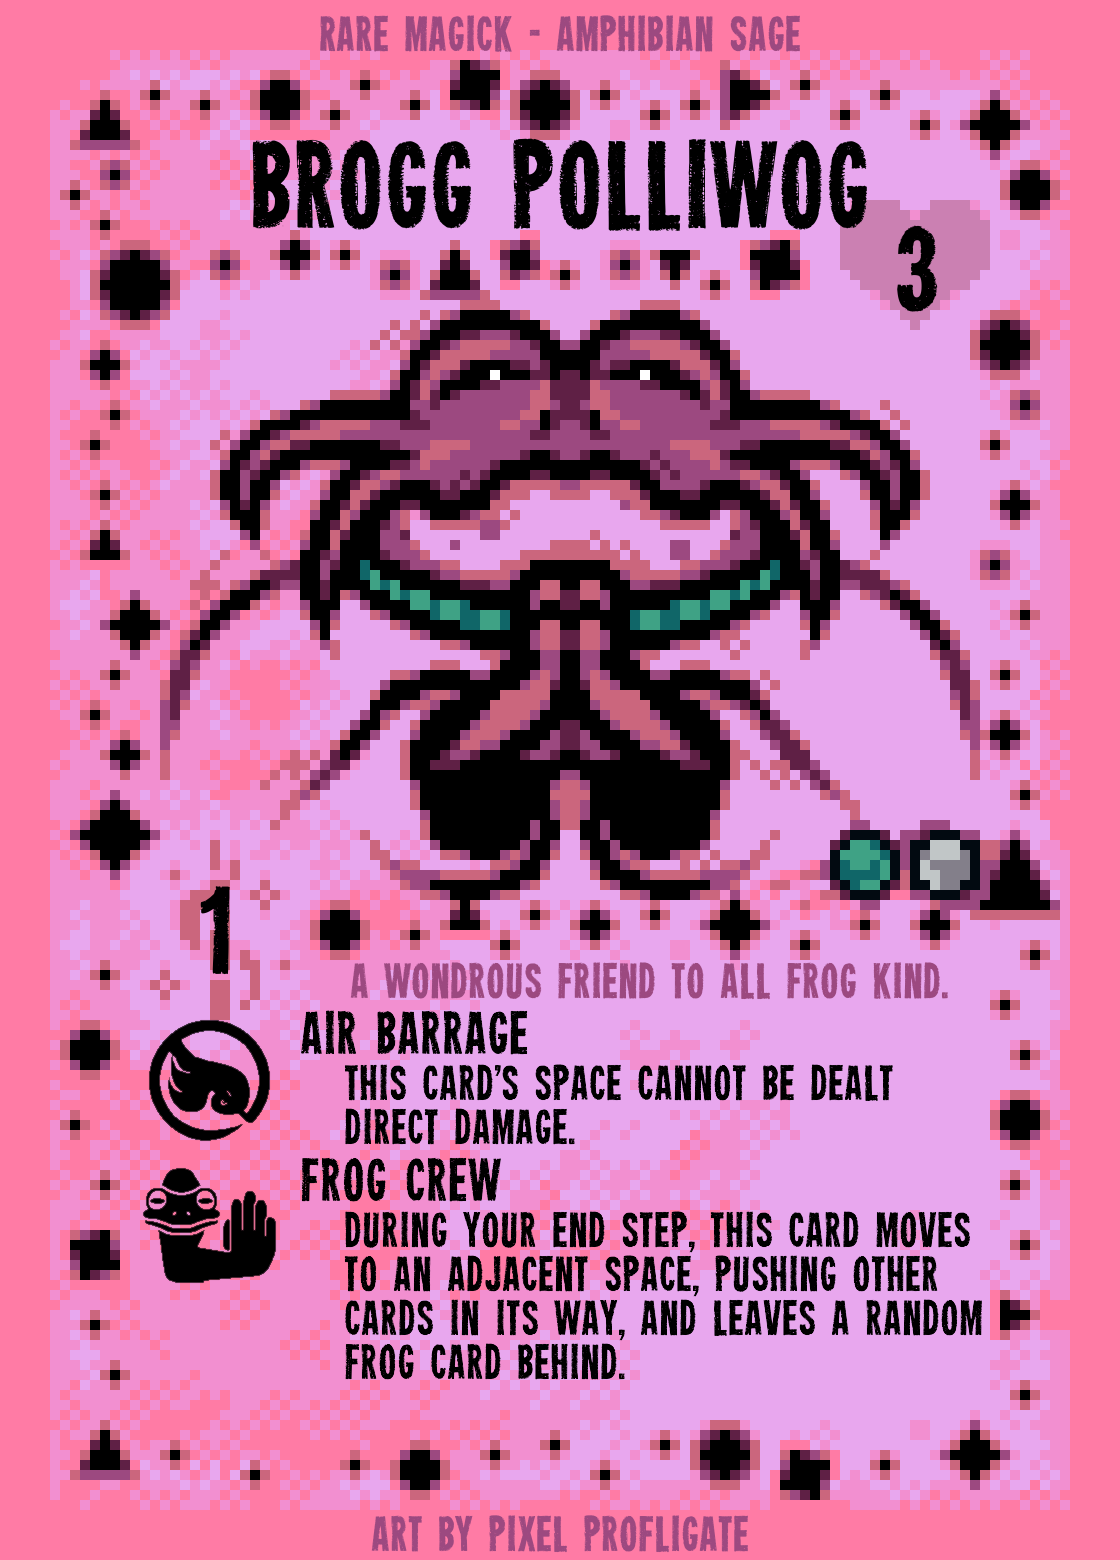 RARE MAGICK - AMPHIBIAN SAGE
BROGG POLLIWOG
3
1
A WONDROUS FRIEND TO ALL FROG KIND.
AIR BARRAGE
THIS CARD'S SPACE CANNOT BE DEALT
DIRECT DAMAGE.
FROG CREW
DURING YOUR END STEP, THIS CARD MOVES
TO AN ADJACENT SPACE, PUSHING OTHER
CARDS IN ITS WAY, AND LEAVES A RANDOM
FROG CARD BEHIND.
ART BY PIXEL PROFLIGATE